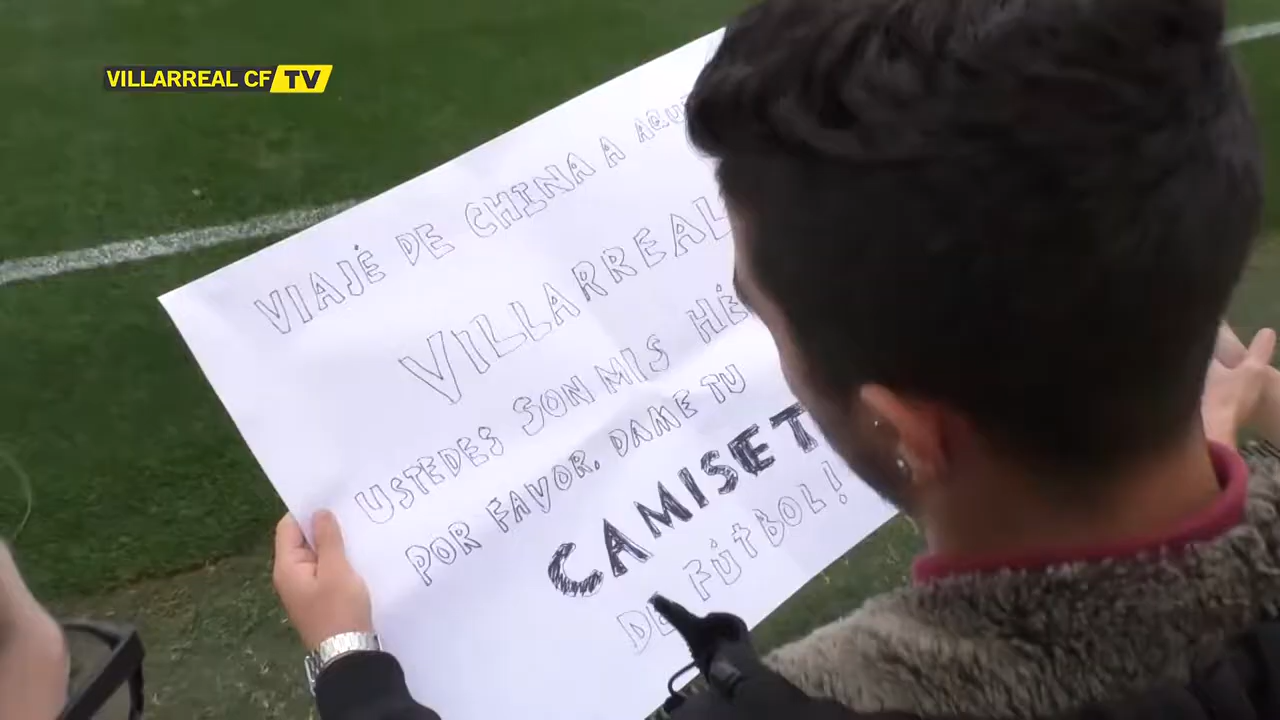 VILLARREAL CF TV
VIAJÉ DE CHINA A
VILLARREAL
USTEDES SON MIS
POR FAVOR. DAME TU
CAMISET
DE FÚTBOL!